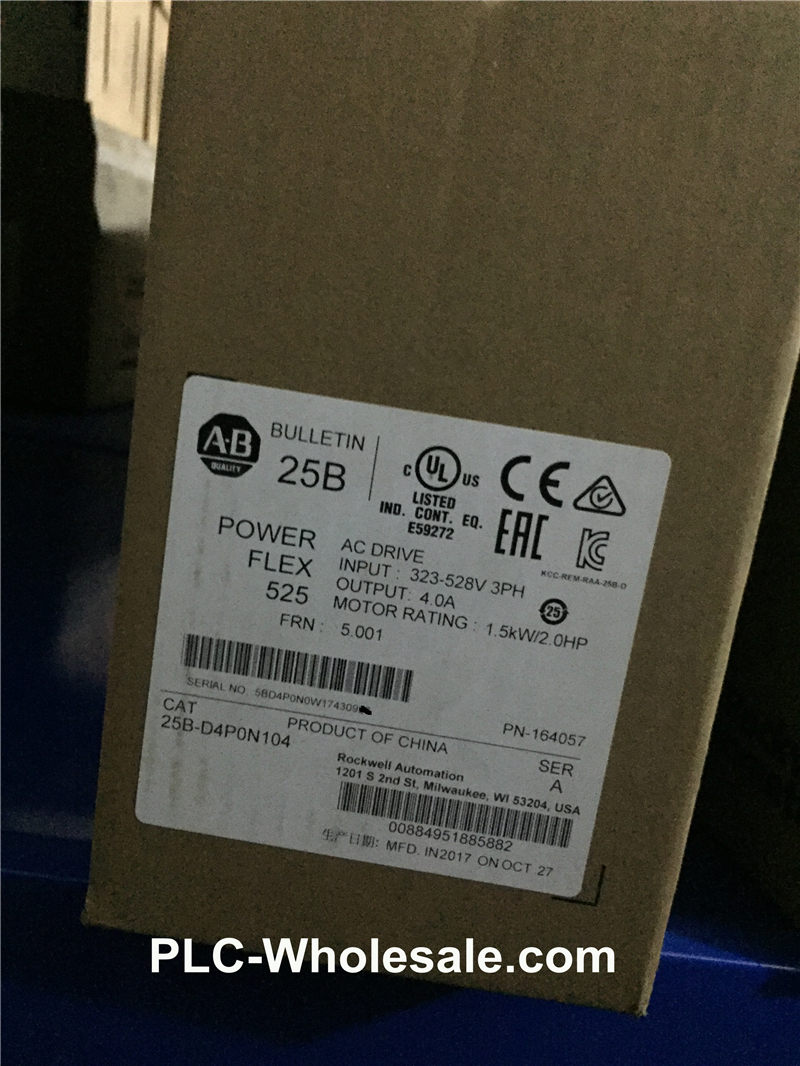 A·B
QUALITY
BULLETIN
25B
C UL US
LISTED
IND. CONT. EQ.
E59272
CE
EAC
KCC-REM-RAA-25B-D
POWER
FLEX
525
AC DRIVE
INPUT : 323-528V 3PH
OUTPUT: 4.0A
MOTOR RATING : 1.5kW/2.0HP
25
FRN : 5.001
SERIAL NO. 5BD4P0N0W174309
PN-164057
CAT
25B-D4P0N104
PRODUCT OF CHINA
SER
A
Rockwell Automation
1201 S 2nd St, Milwaukee, WI 53204, USA
00884951885882
生产日期: MFD. IN2017 ON OCT 27
PLC-Wholesale.com